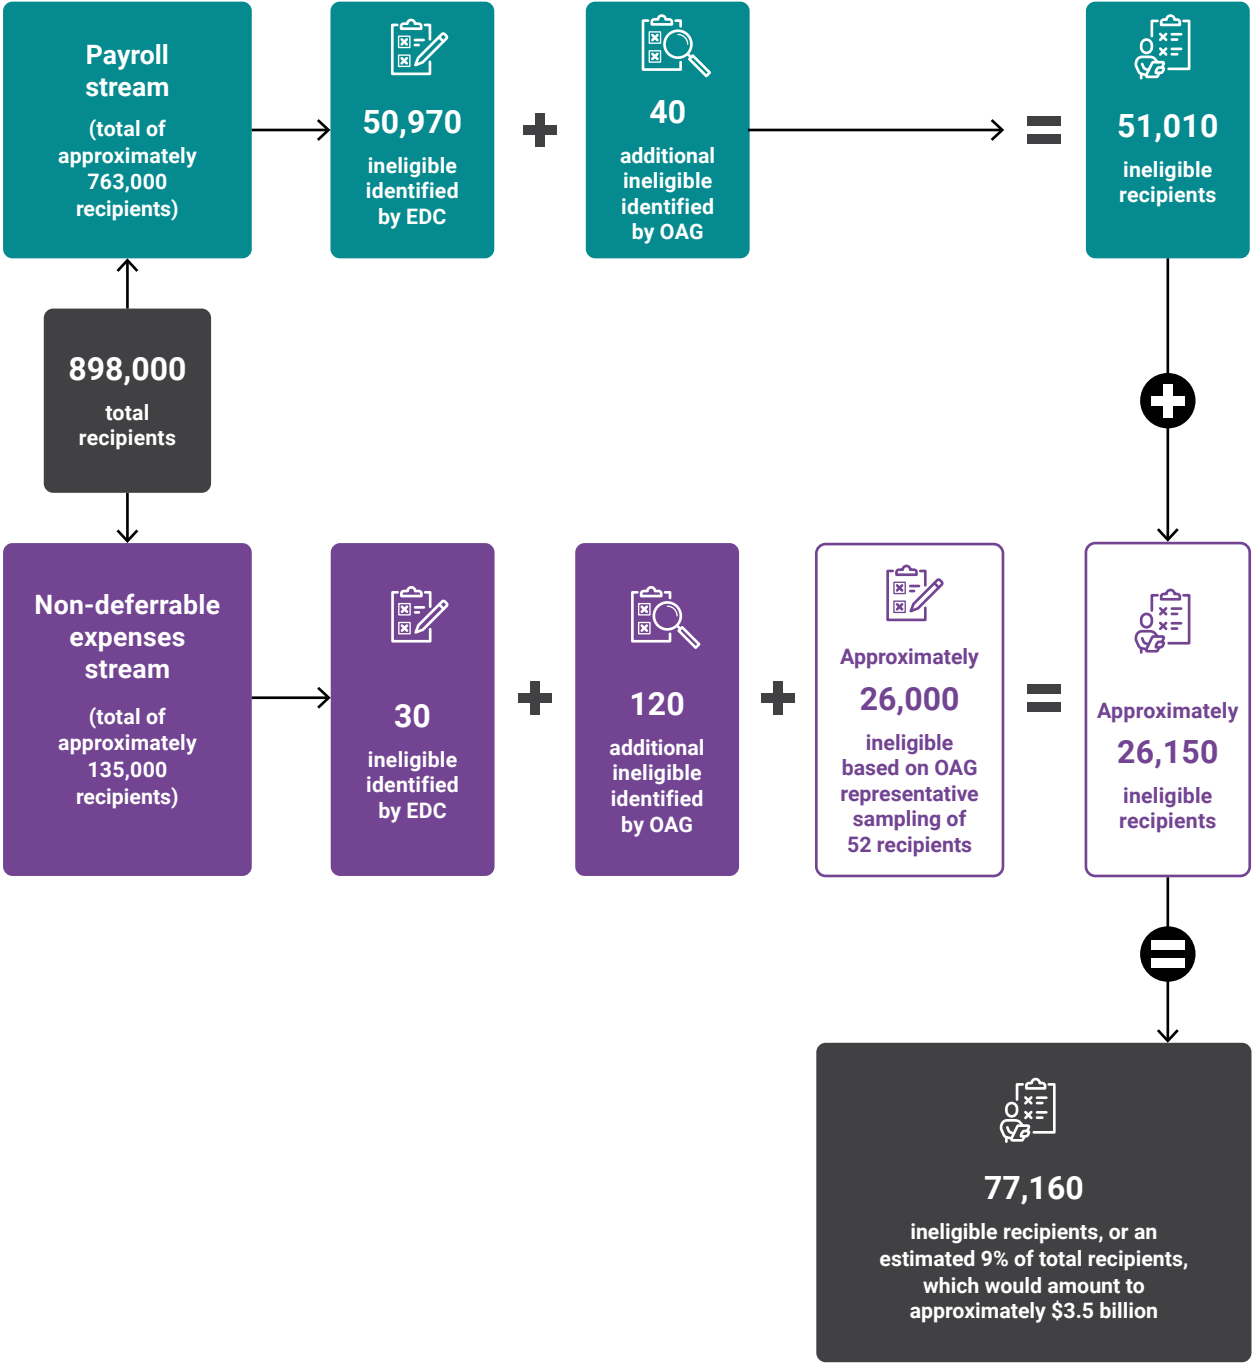 Payroll
stream
(total of
approximately
763,000
recipients)
50,970
ineligible
identified
by EDC
40
additional
ineligible
identified
by OAG
51,010
ineligible
recipients
898,000
total
recipients
Non-deferrable
expenses
stream
(total of
approximately
135,000
recipients)
30
ineligible
identified
by EDC
120
additional
ineligible
identified
by OAG
Approximately
26,000
ineligible
based on OAG
representative
sampling of
52 recipients
Approximately
26,150
ineligible
recipients
77,160
ineligible recipients, or an
estimated 9% of total recipients,
which would amount to
approximately $3.5 billion